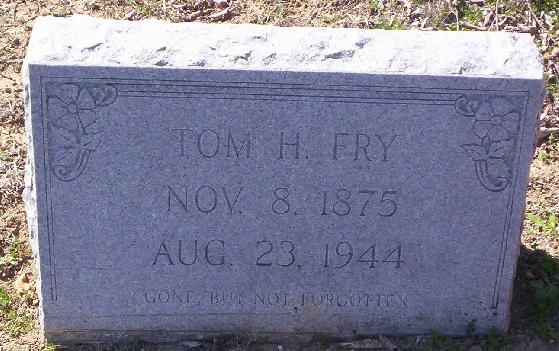 TOM H. FRY
NOV. 8, 1875
AUG. 23, 1944
GONE, BUT NOT FORGOTTEN